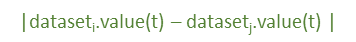 |datasetᵢ.value(t) – datasetⱼ.value(t) |